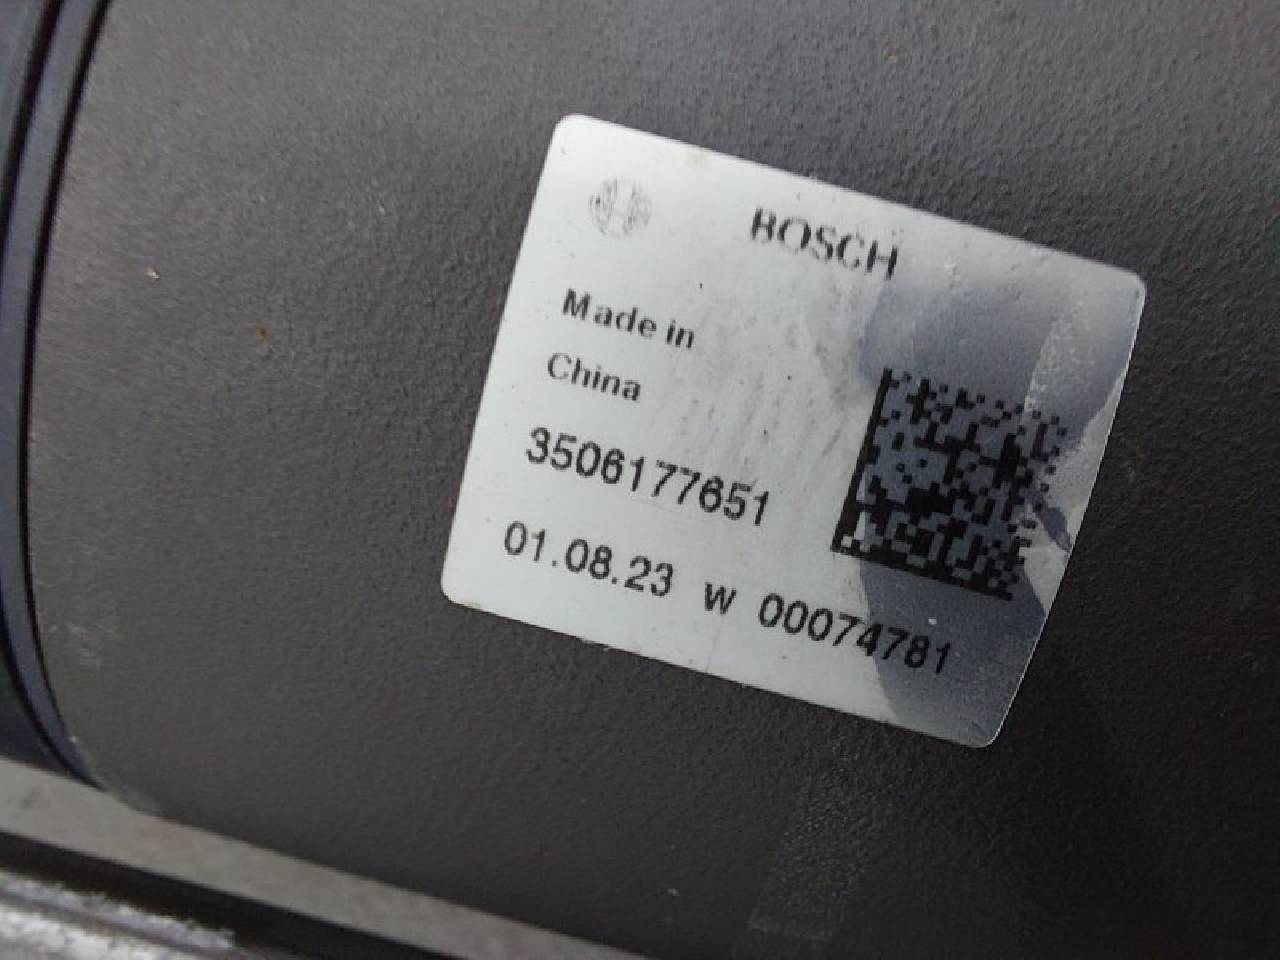 BOSCH
Made in
China
3506177651
01.08.23 w 00074781